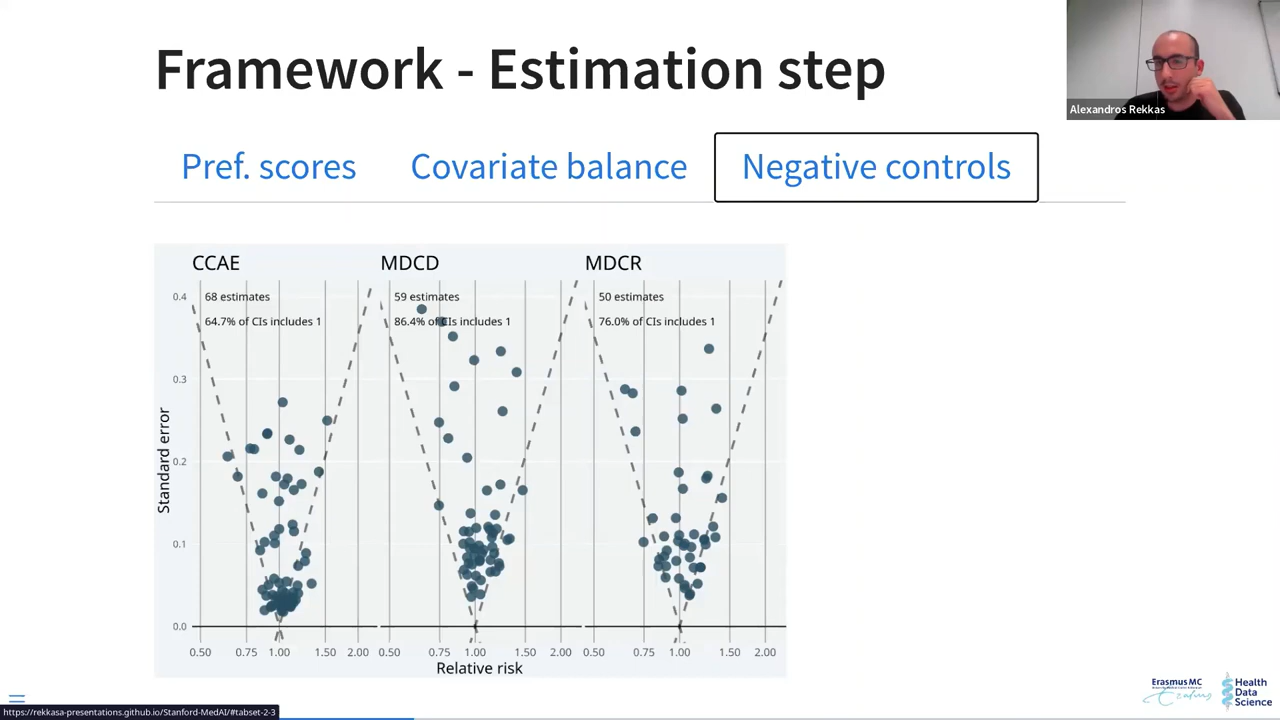 Framework - Estimation step
Alexandros Rekkas
Pref. scores
Covariate balance
Negative controls
CCAE
MDCD
MDCR
68 estimates
64.7% of CIs includes 1
59 estimates
86.4% of CIs includes 1
50 estimates
76.0% of CIs includes 1
Standard error
0.4
0.3
0.2
0.1
0.0
0.50 0.75 1.00 1.50 2.00
0.50 0.75 1.00 1.50 2.00
0.50 0.75 1.00 1.50 2.00
Relative risk
Erasmus MC
Erasmus
Health
Data
Science
https://rekkasa-presentations.github.io/Stanford-MedAI/#tabset-2-3